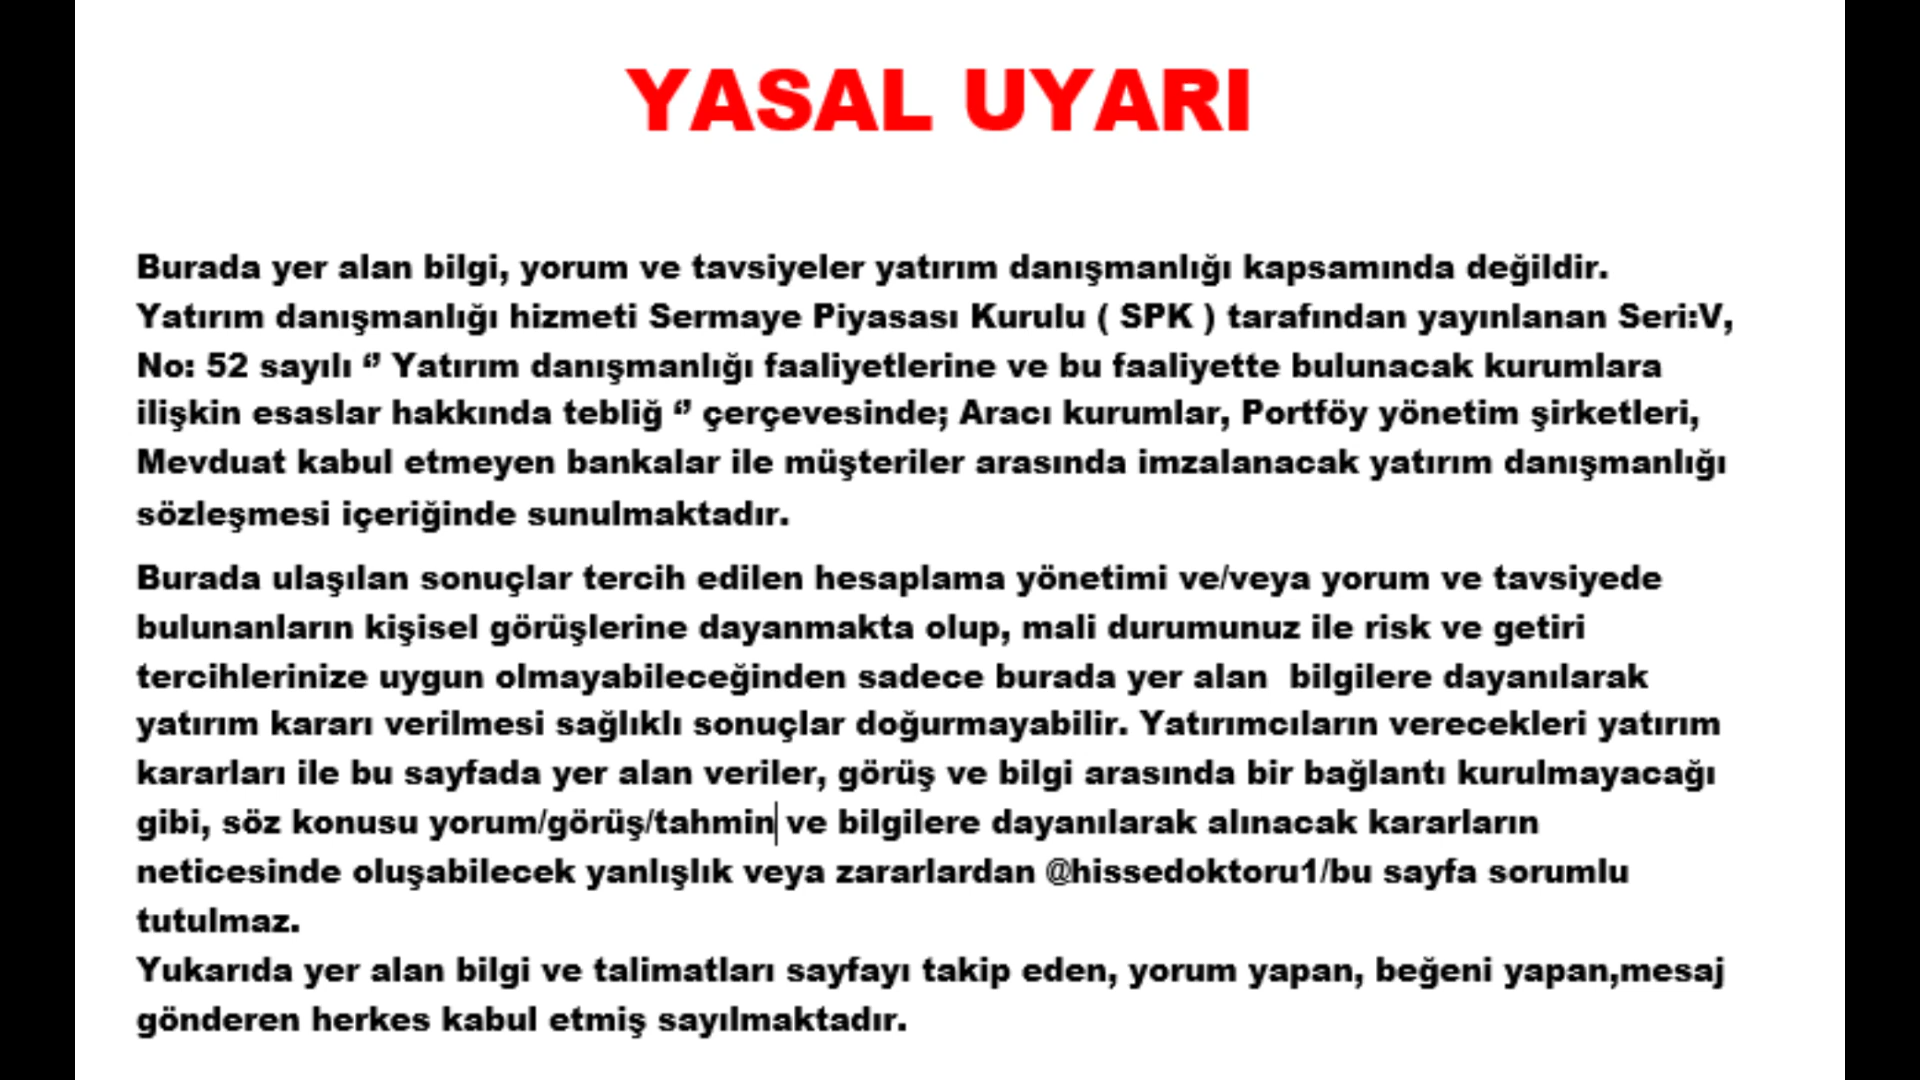 YASAL UYARI
Burada yer alan bilgi, yorum ve tavsiyeler yatırım danışmanlığı kapsamında değildir.
Yatırım danışmanlığı hizmeti Sermaye Piyasası Kurulu ( SPK ) tarafından yayınlanan Seri:V,
No: 52 sayılı “ Yatırım danışmanlığı faaliyetlerine ve bu faaliyette bulunacak kurumlara
ilişkin esaslar hakkında tebliğ “ çerçevesinde; Aracı kurumlar, Portföy yönetim şirketleri,
Mevduat kabul etmeyen bankalar ile müşteriler arasında imzalanacak yatırım danışmanlığı
sözleşmesi içeriğinde sunulmaktadır.
Burada ulaşılan sonuçlar tercih edilen hesaplama yönetimi ve/veya yorum ve tavsiyede
bulunanların kişisel görüşlerine dayanmakta olup, mali durumunuz ile risk ve getiri
tercihlerinize uygun olmayabileceğinden sadece burada yer alan  bilgilere dayanılarak
yatırım kararı verilmesi sağlıklı sonuçlar doğurmayabilir. Yatırımcıların verecekleri yatırım
kararları ile bu sayfada yer alan veriler, görüş ve bilgi arasında bir bağlantı kurulmayacağı
gibi, söz konusu yorum/görüş/tahmin ve bilgilere dayanılarak alınacak kararların
neticesinde oluşabilecek yanlışlık veya zararlardan @hissedoktoru1/bu sayfa sorumlu
tutulmaz.
Yukarıda yer alan bilgi ve talimatları sayfayı takip eden, yorum yapan, beğeni yapan,mesaj
gönderen herkes kabul etmiş sayılmaktadır.